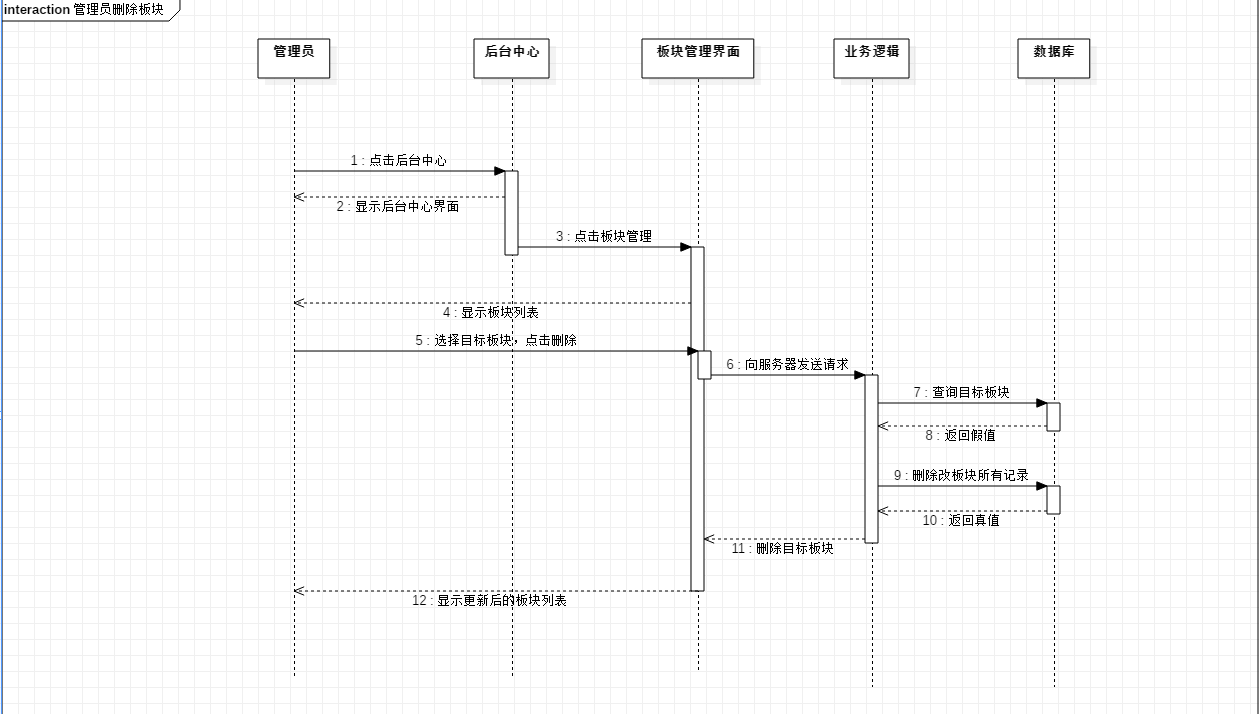 interaction 管理员删除板块
管理员
后台中心
板块管理界面
业务逻辑
数据库
1 : 点击后台中心
2 : 显示后台中心界面
3 : 点击板块管理
4 : 显示板块列表
5 : 选择目标板块，点击删除
6 : 向服务器发送请求
7 : 查询目标板块
8 : 返回假值
9 : 删除改板块所有记录
10 : 返回真值
11 : 删除目标板块
12 : 显示更新后的板块列表